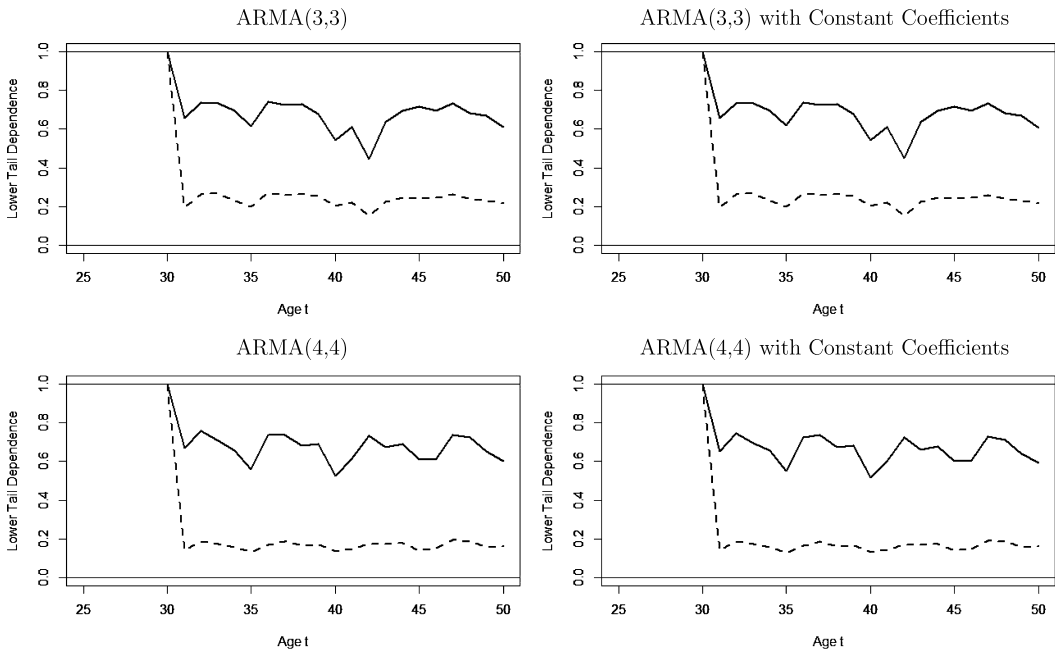 ARMA(3,3)
Lower Tail Dependence
0.0 0.2 0.4 0.6 0.8 1.0
25 30 35 40 45 50
Age t
ARMA(3,3) with Constant Coefficients
Lower Tail Dependence
0.0 0.2 0.4 0.6 0.8 1.0
25 30 35 40 45 50
Age t
ARMA(4,4)
Lower Tail Dependence
0.0 0.2 0.4 0.6 0.8 1.0
25 30 35 40 45 50
Age t
ARMA(4,4) with Constant Coefficients
Lower Tail Dependence
0.0 0.2 0.4 0.6 0.8 1.0
25 30 35 40 45 50
Age t